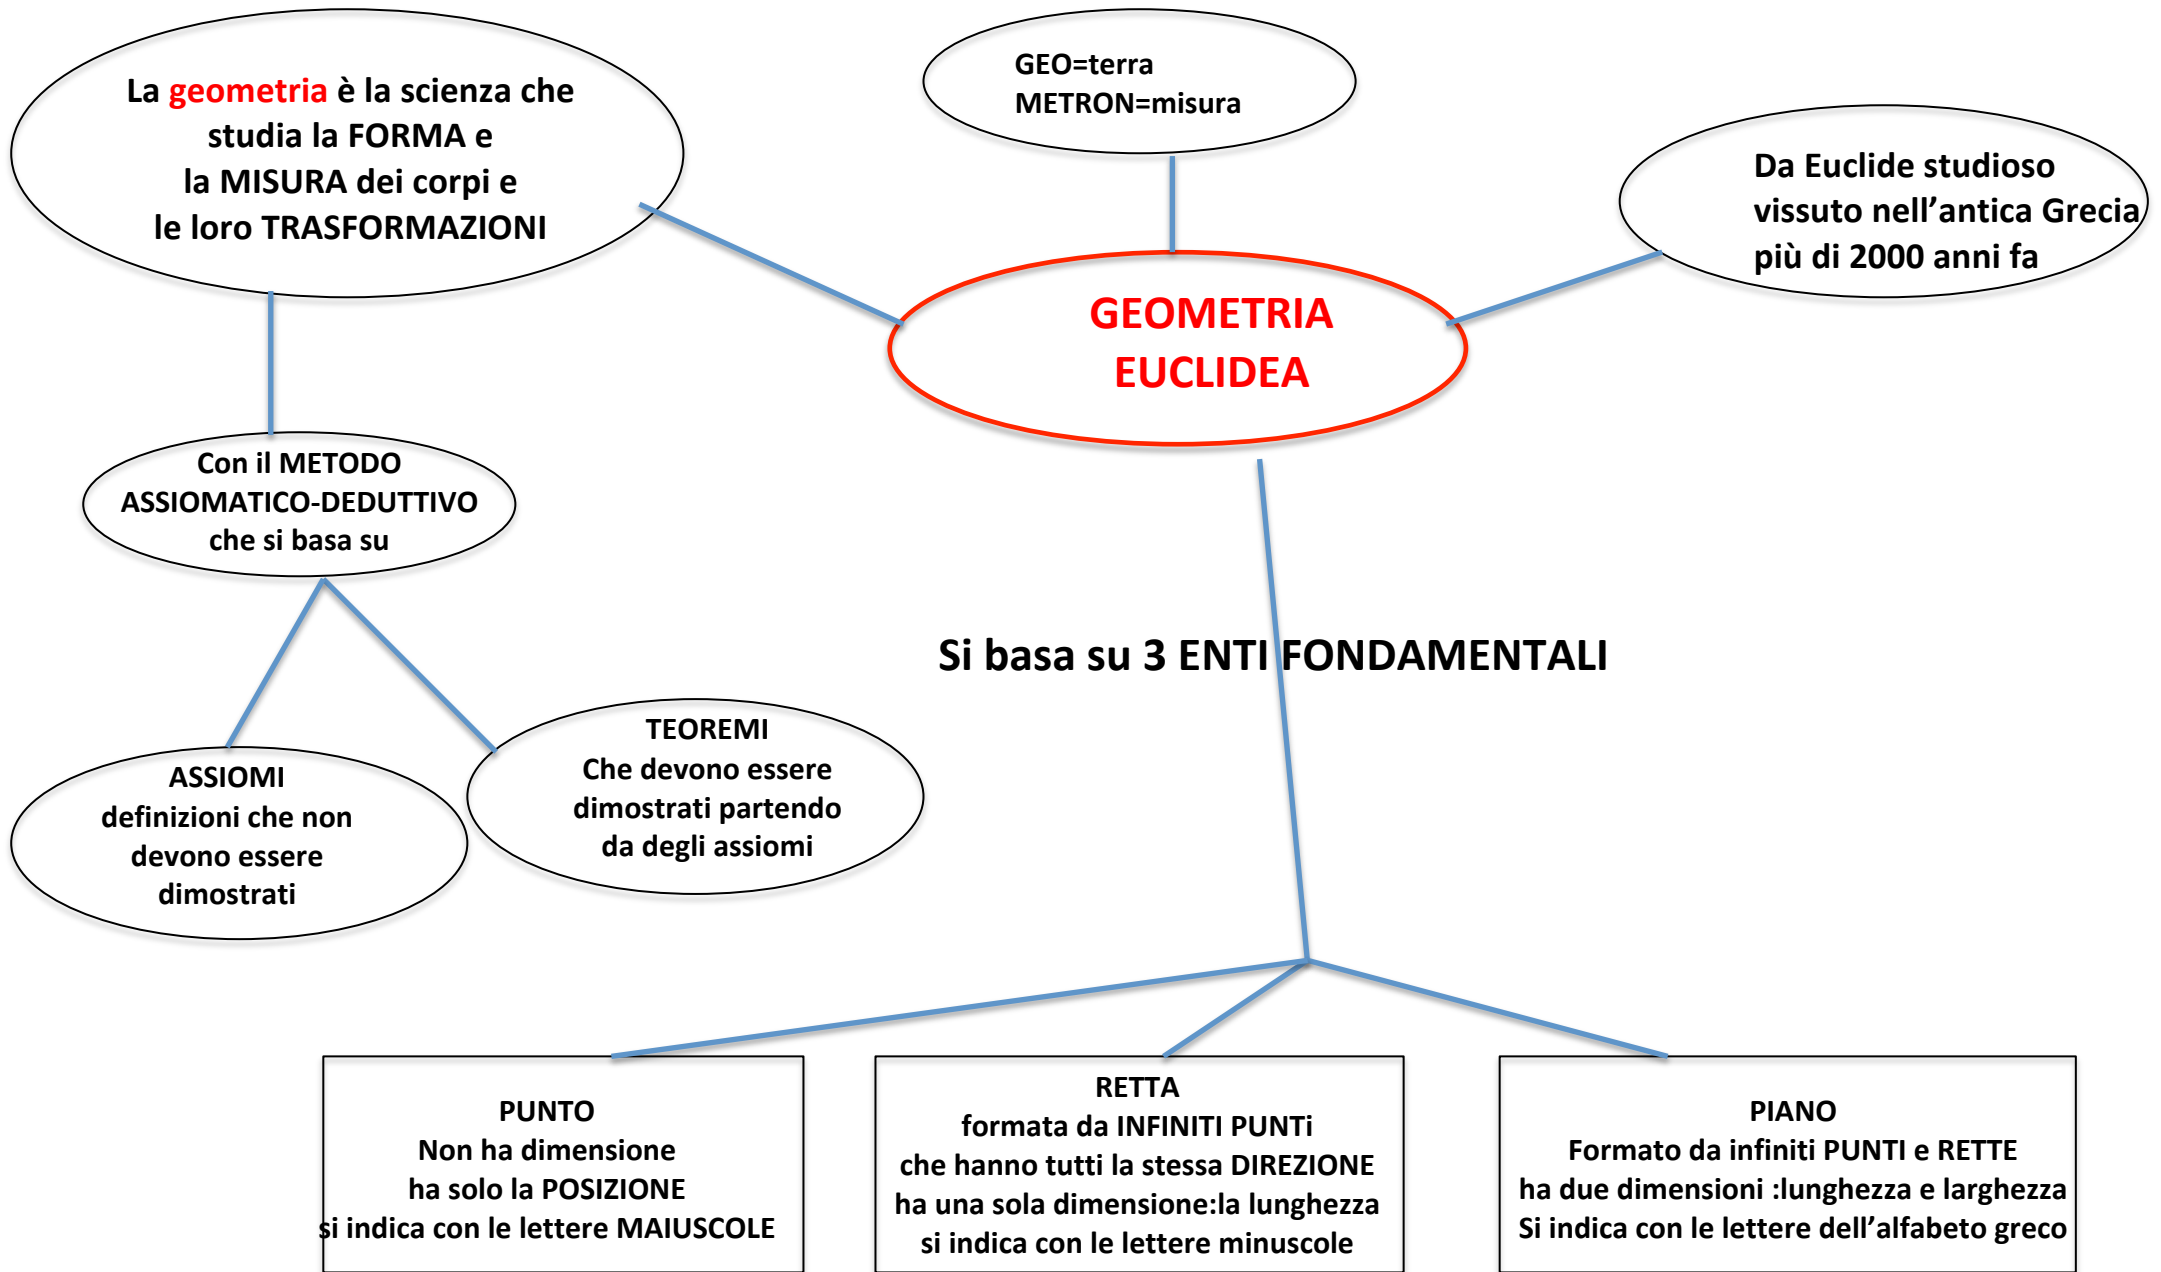 La geometria è la scienza che
studia la FORMA e
la MISURA dei corpi e
le loro TRASFORMAZIONI
GEO=terra
METRON=misura
Da Euclide studioso
vissuto nell’antica Grecia
più di 2000 anni fa
GEOMETRIA
EUCLIDEA
Con il METODO
ASSIOMATICO-DEDUTTIVO
che si basa su
ASSIOMI
definizioni che non
devono essere
dimostrati
TEOREMI
Che devono essere
dimostrati partendo
da degli assiomi
Si basa su 3 ENTI FONDAMENTALI
PUNTO
Non ha dimensione
ha solo la POSIZIONE
si indica con le lettere MAIUSCOLE
RETTA
formata da INFINITI PUNTi
che hanno tutti la stessa DIREZIONE
ha una sola dimensione:la lunghezza
si indica con le lettere minuscole
PIANO
Formato da infiniti PUNTI e RETTE
ha due dimensioni :lunghezza e larghezza
Si indica con le lettere dell’alfabeto greco